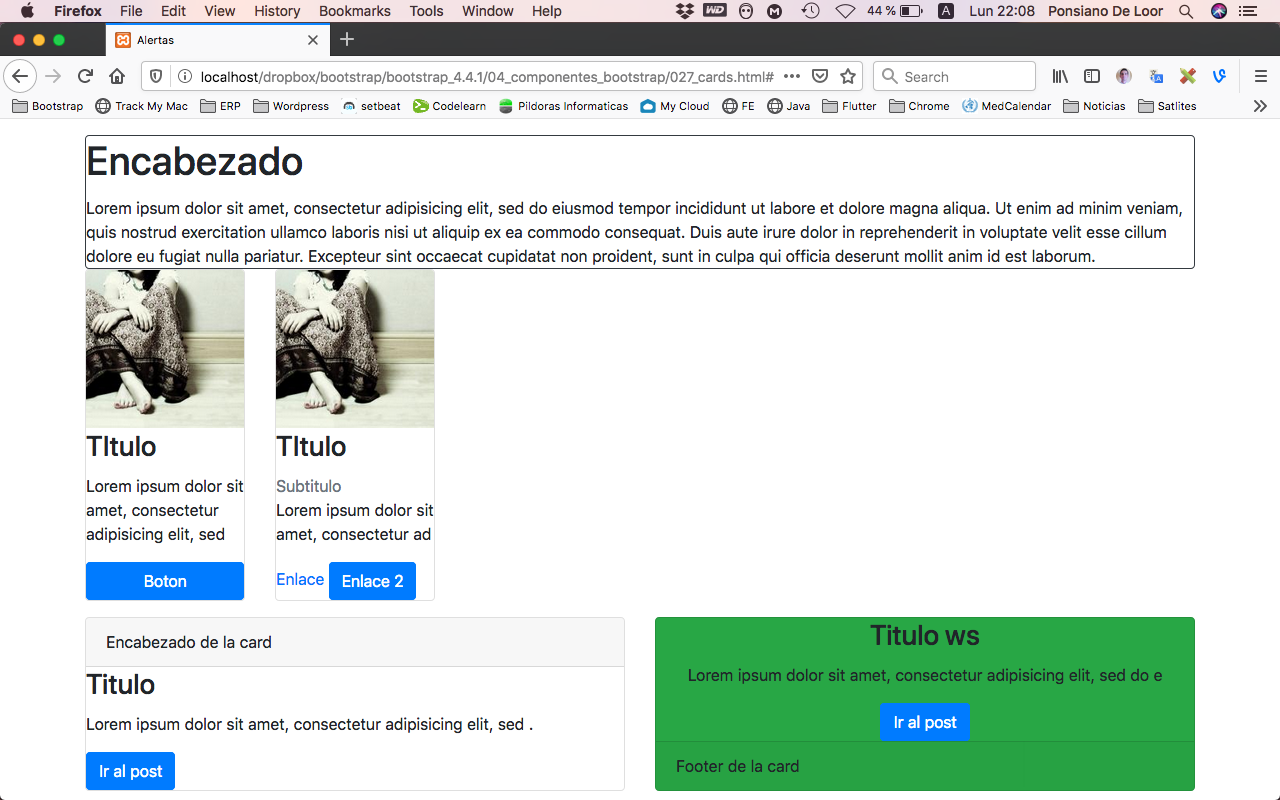 Firefox File Edit View History Bookmarks Tools Window Help WD M 44 % A Lun 22:08 Ponsiano De Loor
Alertas
localhost/dropbox/bootstrap/bootstrap_4.4.1/04_componentes_bootstrap/027_cards.html# Search
Bootstrap Track My Mac ERP Wordpress setbeat Codelearn Pildoras Informaticas My Cloud FE Java Flutter Chrome MedCalendar Noticias Satlites
Encabezado
Lorem ipsum dolor sit amet, consectetur adipisicing elit, sed do eiusmod tempor incididunt ut labore et dolore magna aliqua. Ut enim ad minim veniam,
quis nostrud exercitation ullamco laboris nisi ut aliquip ex ea commodo consequat. Duis aute irure dolor in reprehenderit in voluptate velit esse cillum
dolore eu fugiat nulla pariatur. Excepteur sint occaecat cupidatat non proident, sunt in culpa qui officia deserunt mollit anim id est laborum.
TItulo
Lorem ipsum dolor sit
amet, consectetur
adipisicing elit, sed
Boton
TItulo
Subtitulo
Lorem ipsum dolor sit
amet, consectetur ad
Enlace Enlace 2
Encabezado de la card
Titulo
Lorem ipsum dolor sit amet, consectetur adipisicing elit, sed .
Ir al post
Titulo ws
Lorem ipsum dolor sit amet, consectetur adipisicing elit, sed do e
Ir al post
Footer de la card